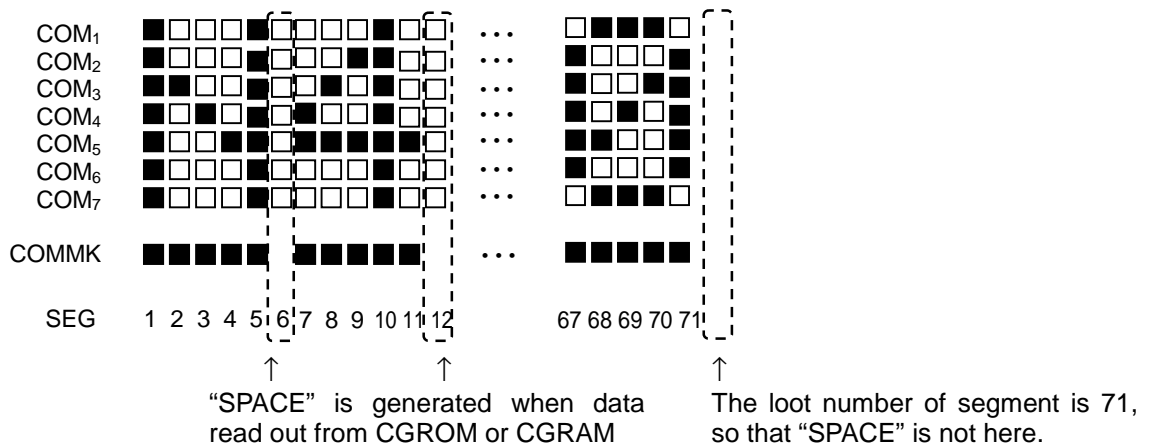 COM₁
COM₂
COM₃
COM₄
COM₅
COM₆
COM₇
COMMK
SEG 1 2 3 4 5 6 7 8 9 10 11 12 67 68 69 70 71
“SPACE” is generated when data
read out from CGROM or CGRAM
The loot number of segment is 71,
so that “SPACE” is not here.